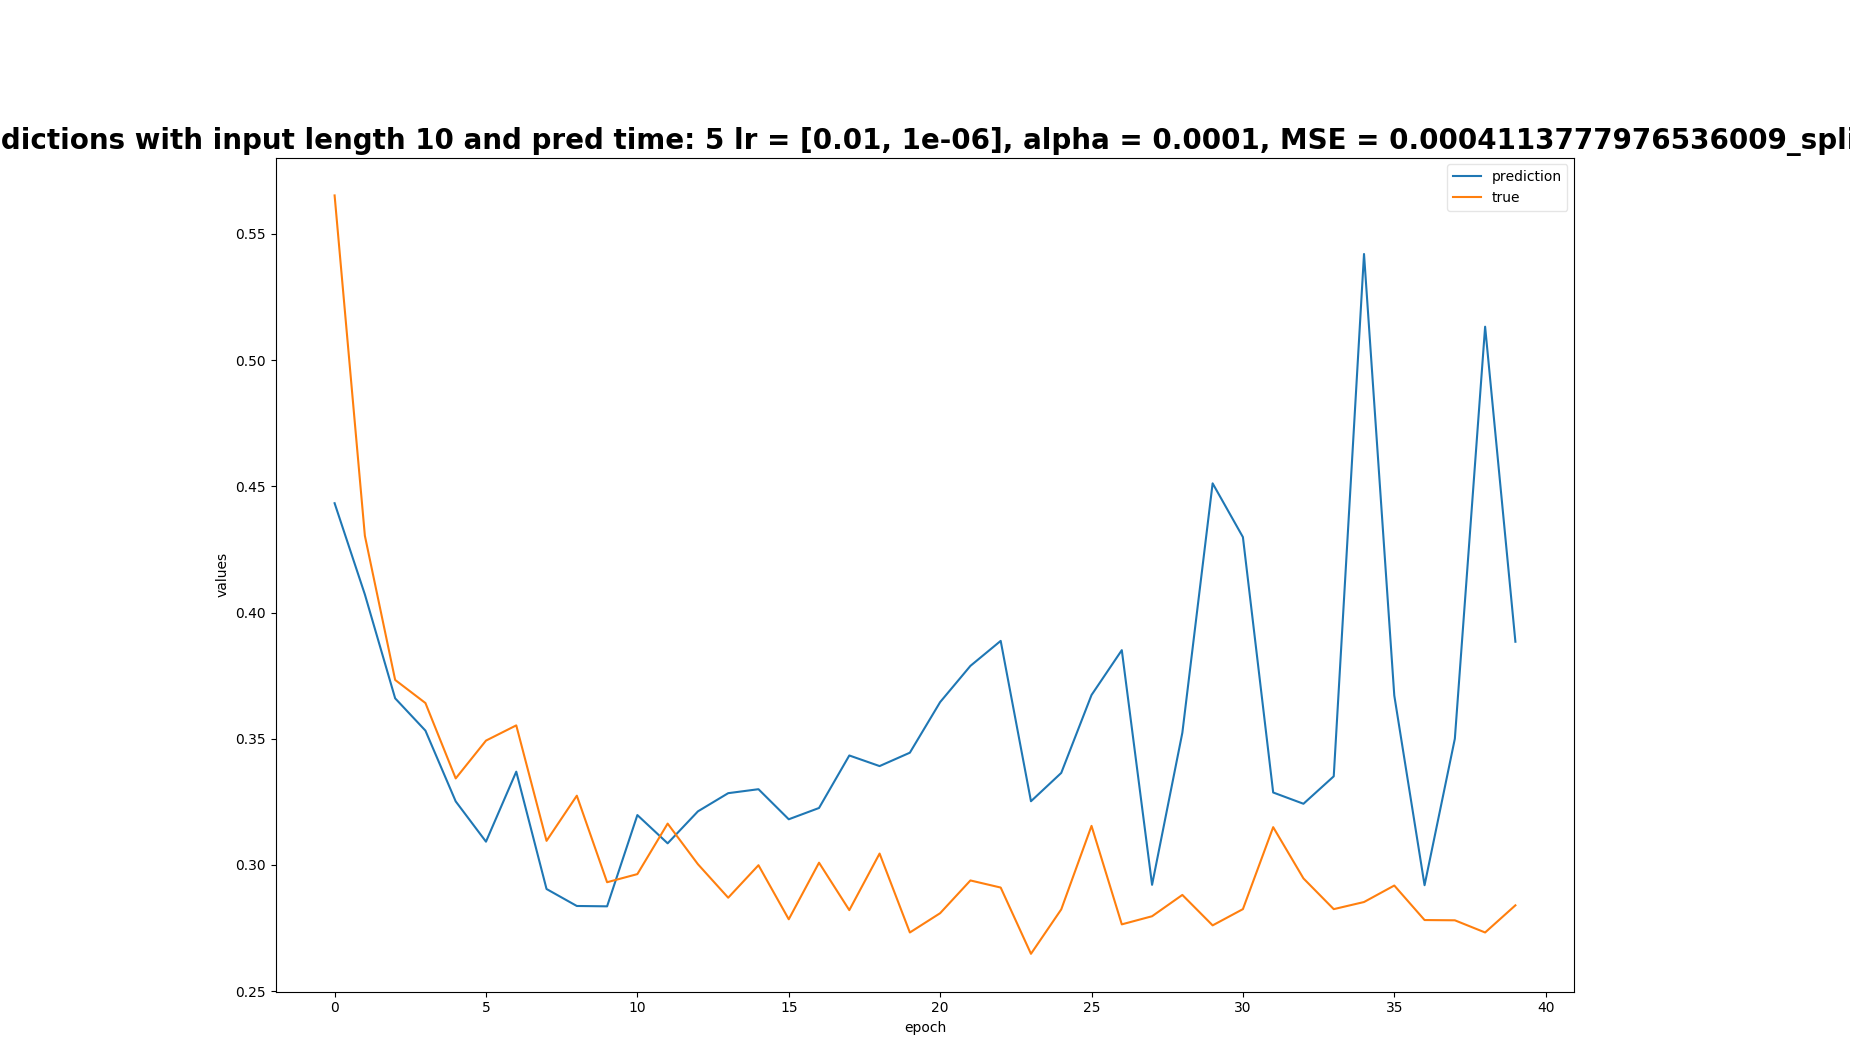 dictions with input length 10 and pred time: 5 lr = [0.01, 1e-06], alpha = 0.0001, MSE = 0.0004113777976536009_spli
prediction
true
0.55
0.50
0.45
0.40
0.35
0.30
0.25
values
0 5 10 15 20 25 30 35 40
epoch